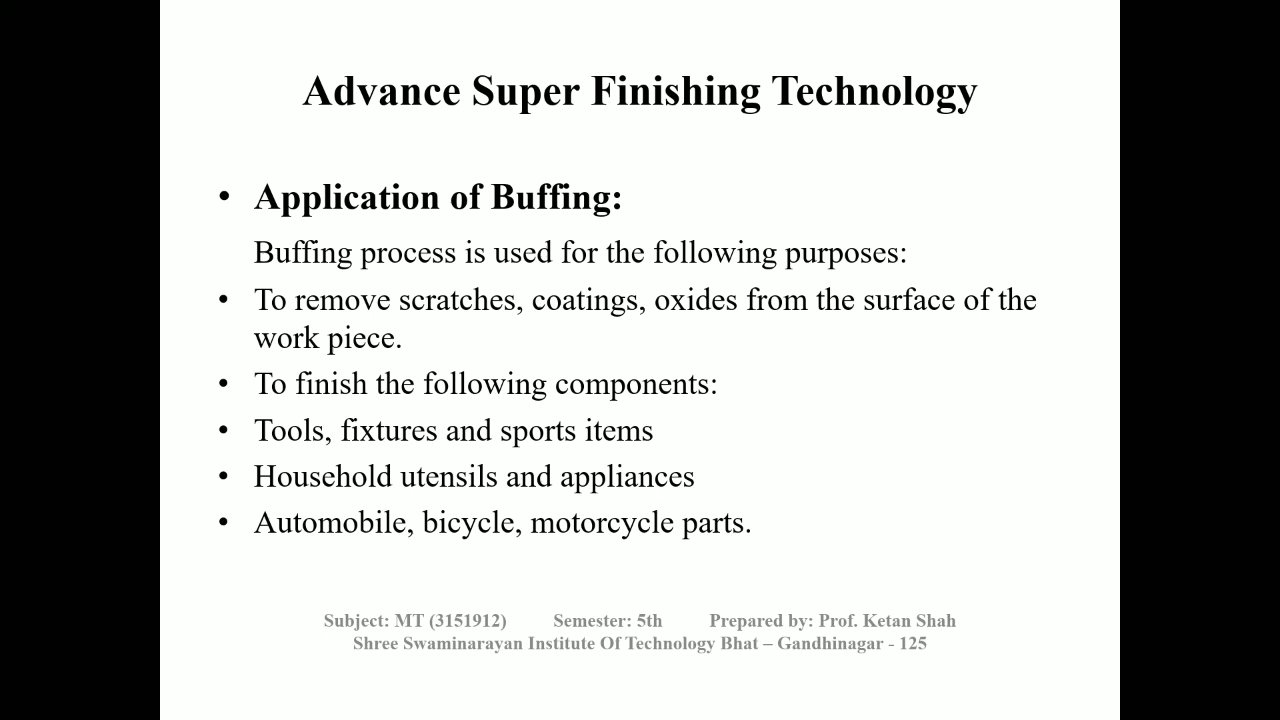 Advance Super Finishing Technology
• Application of Buffing:
Buffing process is used for the following purposes:
• To remove scratches, coatings, oxides from the surface of the
work piece.
• To finish the following components:
• Tools, fixtures and sports items
• Household utensils and appliances
• Automobile, bicycle, motorcycle parts.
Subject: MT (3151912) Semester: 5th Prepared by: Prof. Ketan Shah
Shree Swaminarayan Institute Of Technology Bhat – Gandhinagar - 125